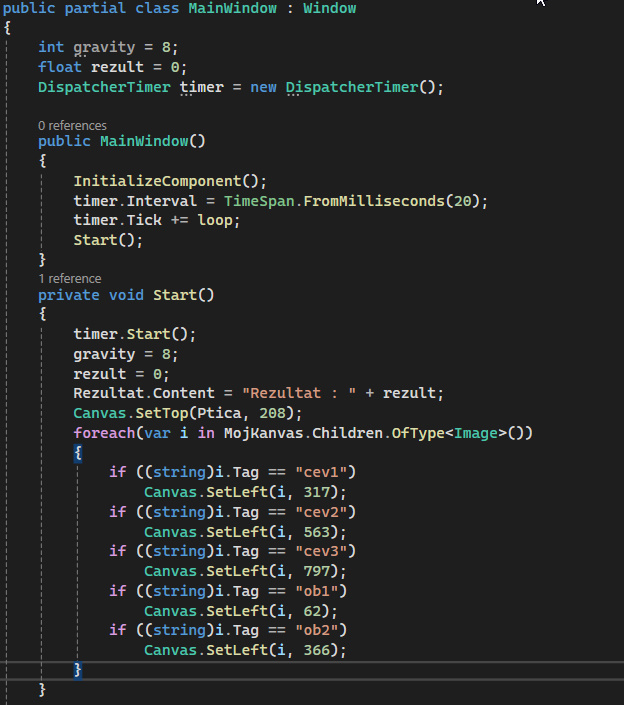 public partial class MainWindow : Window
{
int gravity = 8;
float rezult = 0;
DispatcherTimer timer = new DispatcherTimer();
0 references
public MainWindow()
{
InitializeComponent();
timer.Interval = TimeSpan.FromMilliseconds(20);
timer.Tick += loop;
Start();
}
1 reference
private void Start()
{
timer.Start();
gravity = 8;
rezult = 0;
Rezultat.Content = "Rezultat : " + rezult;
Canvas.SetTop(Ptica, 208);
foreach(var i in MojKanvas.Children.OfType<Image>())
{
if ((string)i.Tag == "cev1")
Canvas.SetLeft(i, 317);
if ((string)i.Tag == "cev2")
Canvas.SetLeft(i, 563);
if ((string)i.Tag == "cev3")
Canvas.SetLeft(i, 797);
if ((string)i.Tag == "ob1")
Canvas.SetLeft(i, 62);
if ((string)i.Tag == "ob2")
Canvas.SetLeft(i, 366);
}
}